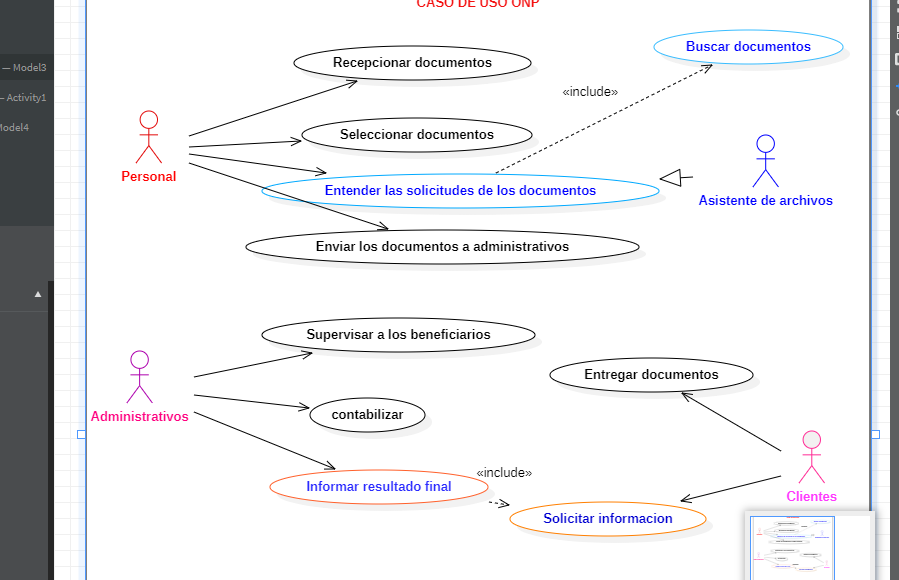 CASO DE USO ONP
Buscar documentos
Recepcionar documentos
— Model3
«include»
– Activity1
Model4
Seleccionar documentos
Personal
Entender las solicitudes de los documentos
Asistente de archivos
Enviar los documentos a administrativos
Supervisar a los beneficiarios
Entregar documentos
Administrativos
contabilizar
«include»
Informar resultado final
Clientes
Solicitar informacion